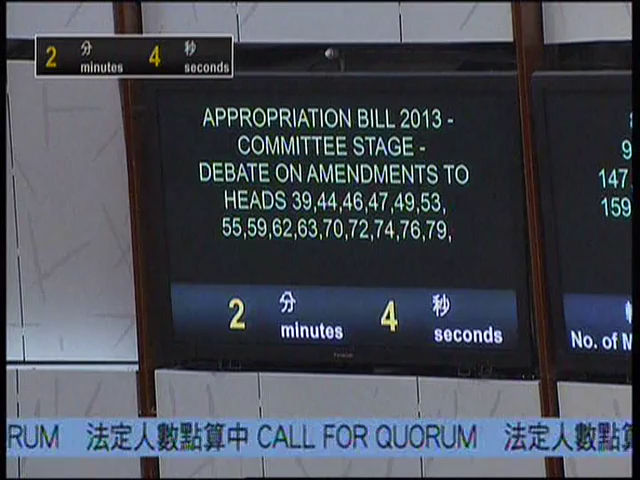 2 分 minutes 4 秒 seconds
APPROPRIATION BILL 2013 -
COMMITTEE STAGE -
DEBATE ON AMENDMENTS TO
HEADS 39,44,46,47,49,53,
55,59,62,63,70,72,74,76,79,
147
159
2 分 minutes 4 秒 seconds
No. of M
RUM 法定人數點算中 CALL FOR QUORUM 法定人數點算